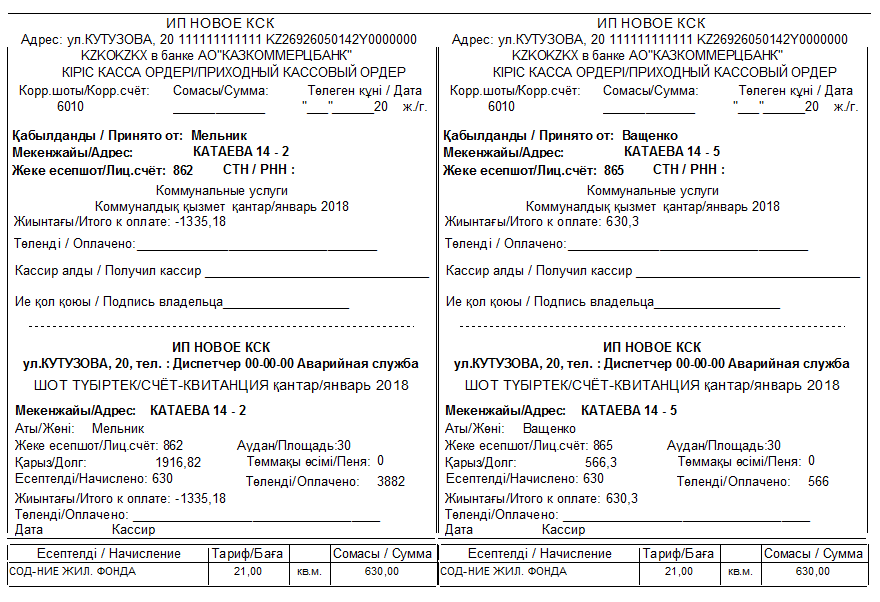 ИП НОВОЕ КСК
Адрес: ул.КУТУЗОВА, 20 111111111111 KZ26926050142Y0000000
KZKOKZKX в банке АО"КАЗКОММЕРЦБАНК"
КІРІС КАССА ОРДЕРІ/ПРИХОДНЫЙ КАССОВЫЙ ОРДЕР
Корр.шоты/Корр.счёт: Сомасы/Сумма: Төлеген күні / Дата
6010 ____________ "___"______20 ж./г.
Қабылданды / Принято от: Мельник
Мекенжайы/Адрес: КАТАЕВА 14 - 2
Жеке есепшот/Лиц.счёт: 862 СТН / РНН :
Коммунальные услуги
Коммуналдық қызмет қантар/январь 2018
Жиынтағы/Итого к оплате: -1335,18
Төленді / Оплачено:________________________________
Кассир алды / Получил кассир ______________________________
Ие қол қоюы / Подпись владельца_________________
ИП НОВОЕ КСК
ул.КУТУЗОВА, 20, тел. : Диспетчер 00-00-00 Аварийная служба
ШОТ ТҮБІРТЕК/СЧЁТ-КВИТАНЦИЯ қантар/январь 2018
Мекенжайы/Адрес: КАТАЕВА 14 - 2
Аты/Жөні: Мельник
Жеке есепшот/Лиц.счёт: 862 Аудан/Площадь:30
Қарыз/Долг: 1916,82 Төммақы өсімі/Пеня: 0
Есептелді/Начислено: 630 Төленді/Оплачено: 3882
Жиынтағы/Итого к оплате: -1335,18
Төленді/Оплачено: _________________________________
Дата Кассир
Есептелді / Начисление Тариф/Баға Сомасы / Сумма
СОД-НИЕ ЖИЛ. ФОНДА 21,00 кв.м. 630,00
ИП НОВОЕ КСК
Адрес: ул.КУТУЗОВА, 20 111111111111 KZ26926050142Y0000000
KZKOKZKX в банке АО"КАЗКОММЕРЦБАНК"
КІРІС КАССА ОРДЕРІ/ПРИХОДНЫЙ КАССОВЫЙ ОРДЕР
Корр.шоты/Корр.счёт: Сомасы/Сумма: Төлеген күні / Дата
6010 ____________ "___"______20 ж./г.
Қабылданды / Принято от: Ващенко
Мекенжайы/Адрес: КАТАЕВА 14 - 5
Жеке есепшот/Лиц.счёт: 865 СТН / РНН :
Коммунальные услуги
Коммуналдық қызмет қантар/январь 2018
Жиынтағы/Итого к оплате: 630,3
Төленді / Оплачено:________________________________
Кассир алды / Получил кассир ______________________________
Ие қол қоюы / Подпись владельца_________________
ИП НОВОЕ КСК
ул.КУТУЗОВА, 20, тел. : Диспетчер 00-00-00 Аварийная служба
ШОТ ТҮБІРТЕК/СЧЁТ-КВИТАНЦИЯ қантар/январь 2018
Мекенжайы/Адрес: КАТАЕВА 14 - 5
Аты/Жөні: Ващенко
Жеке есепшот/Лиц.счёт: 865 Аудан/Площадь:30
Қарыз/Долг: 566,3 Төммақы өсімі/Пеня: 0
Есептелді/Начислено: 630 Төленді/Оплачено: 566
Жиынтағы/Итого к оплате: 630,3
Төленді/Оплачено: _________________________________
Дата Кассир
Есептелді / Начисление Тариф/Баға Сомасы / Сумма
СОД-НИЕ ЖИЛ. ФОНДА 21,00 кв.м. 630,00